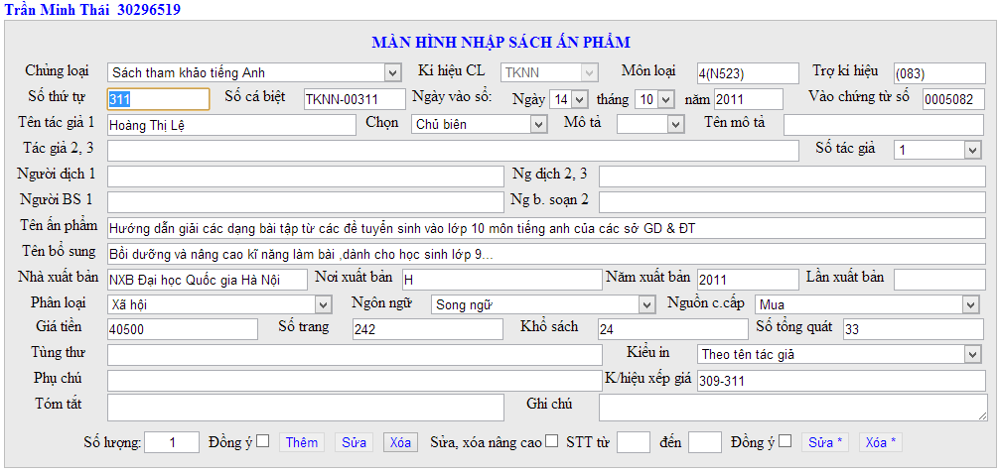 Trần Minh Thái 30296519
MÀN HÌNH NHẬP SÁCH ẤN PHẨM
Chủng loại Sách tham khảo tiếng Anh Kí hiệu CL TKNN Môn loại 4(N523) Trợ kí hiệu (083)
Số thứ tự 311 Số cá biệt TKNN-00311 Ngày vào sổ: Ngày 14 tháng 10 năm 2011 Vào chứng từ số 0005082
Tên tác giả 1 Hoàng Thị Lệ Chọn Chủ biên Mô tả Tên mô tả
Tác giả 2, 3 Số tác giả 1
Người dịch 1 Ng dịch 2, 3
Người BS 1 Ng b. soạn 2
Tên ấn phẩm Hướng dẫn giải các dạng bài tập từ các đề tuyển sinh vào lớp 10 môn tiếng anh của các sở GD & ĐT
Tên bổ sung Bồi dưỡng và nâng cao kĩ năng làm bài ,dành cho học sinh lớp 9...
Nhà xuất bản NXB Đại học Quốc gia Hà Nội Nơi xuất bản H Năm xuất bản 2011 Lần xuất bản
Phân loại Xã hội Ngôn ngữ Song ngữ Nguồn c.cấp Mua
Giá tiền 40500 Số trang 242 Khổ sách 24 Số tổng quát 33
Tùng thư Kiểu in Theo tên tác giả
Phụ chú K/hiệu xếp giá 309-311
Tóm tắt Ghi chú
Số lượng: 1 Đồng ý Thêm Sửa Xóa Sửa, xóa nâng cao STT từ đến Đồng ý Sửa * Xóa *